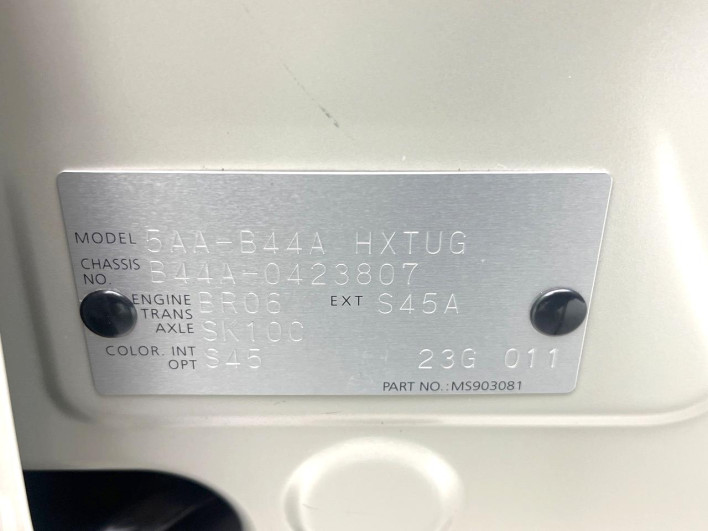 MODEL 5AA-B44A HXTUG
CHASSIS NO. B44A-0423807
ENGINE BR06 EXT S45A
TRANS AXLE SK10C
COLOR. INT S45
OPT 23G 011
PART NO.:MS903081